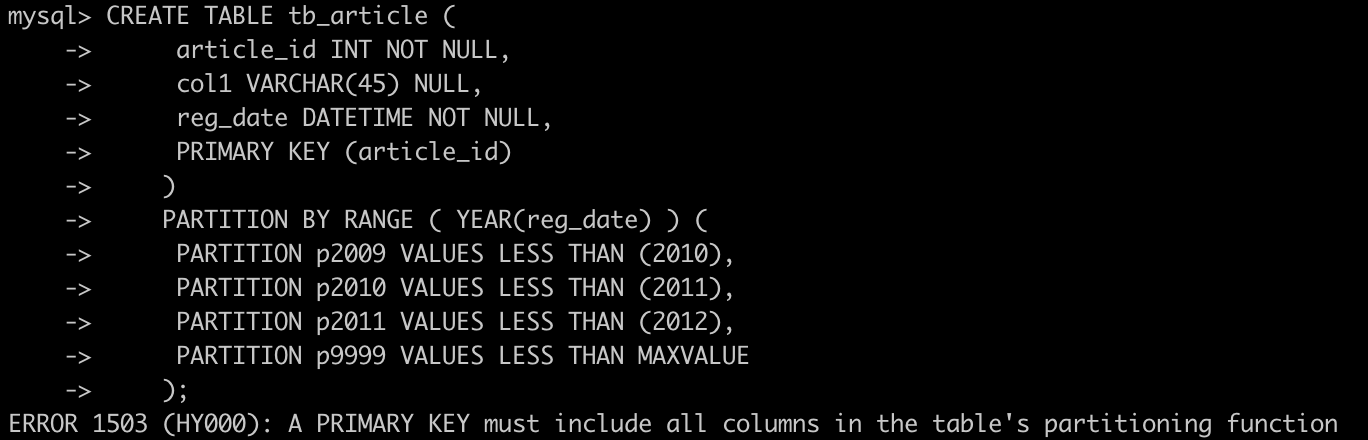 mysql> CREATE TABLE tb_article (
    ->      article_id INT NOT NULL,
    ->      col1 VARCHAR(45) NULL,
    ->      reg_date DATETIME NOT NULL,
    ->      PRIMARY KEY (article_id)
    ->     )
    ->     PARTITION BY RANGE ( YEAR(reg_date) ) (
    ->      PARTITION p2009 VALUES LESS THAN (2010),
    ->      PARTITION p2010 VALUES LESS THAN (2011),
    ->      PARTITION p2011 VALUES LESS THAN (2012),
    ->      PARTITION p9999 VALUES LESS THAN MAXVALUE
    ->     );
ERROR 1503 (HY000): A PRIMARY KEY must include all columns in the table's partitioning function